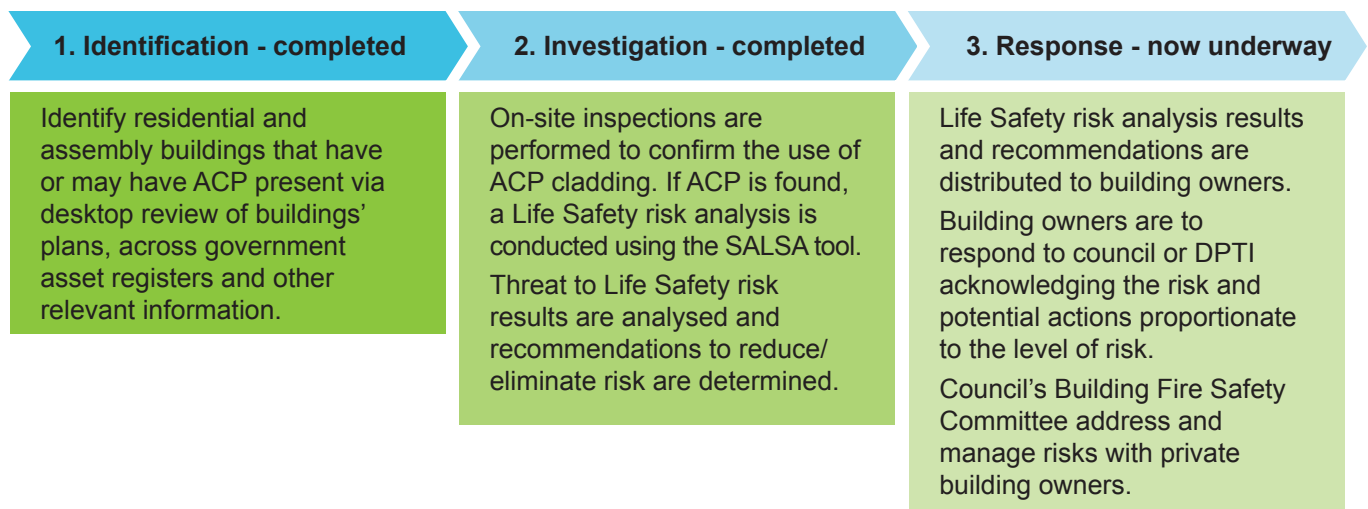 1. Identification - completed
Identify residential and
assembly buildings that have
or may have ACP present via
desktop review of buildings’
plans, across government
asset registers and other
relevant information.
2. Investigation - completed
On-site inspections are
performed to confirm the use of
ACP cladding. If ACP is found,
a Life Safety risk analysis is
conducted using the SALSA tool.
Threat to Life Safety risk
results are analysed and
recommendations to reduce/
eliminate risk are determined.
3. Response - now underway
Life Safety risk analysis results
and recommendations are
distributed to building owners.
Building owners are to
respond to council or DPTI
acknowledging the risk and
potential actions proportionate
to the level of risk.
Council’s Building Fire Safety
Committee address and
manage risks with private
building owners.